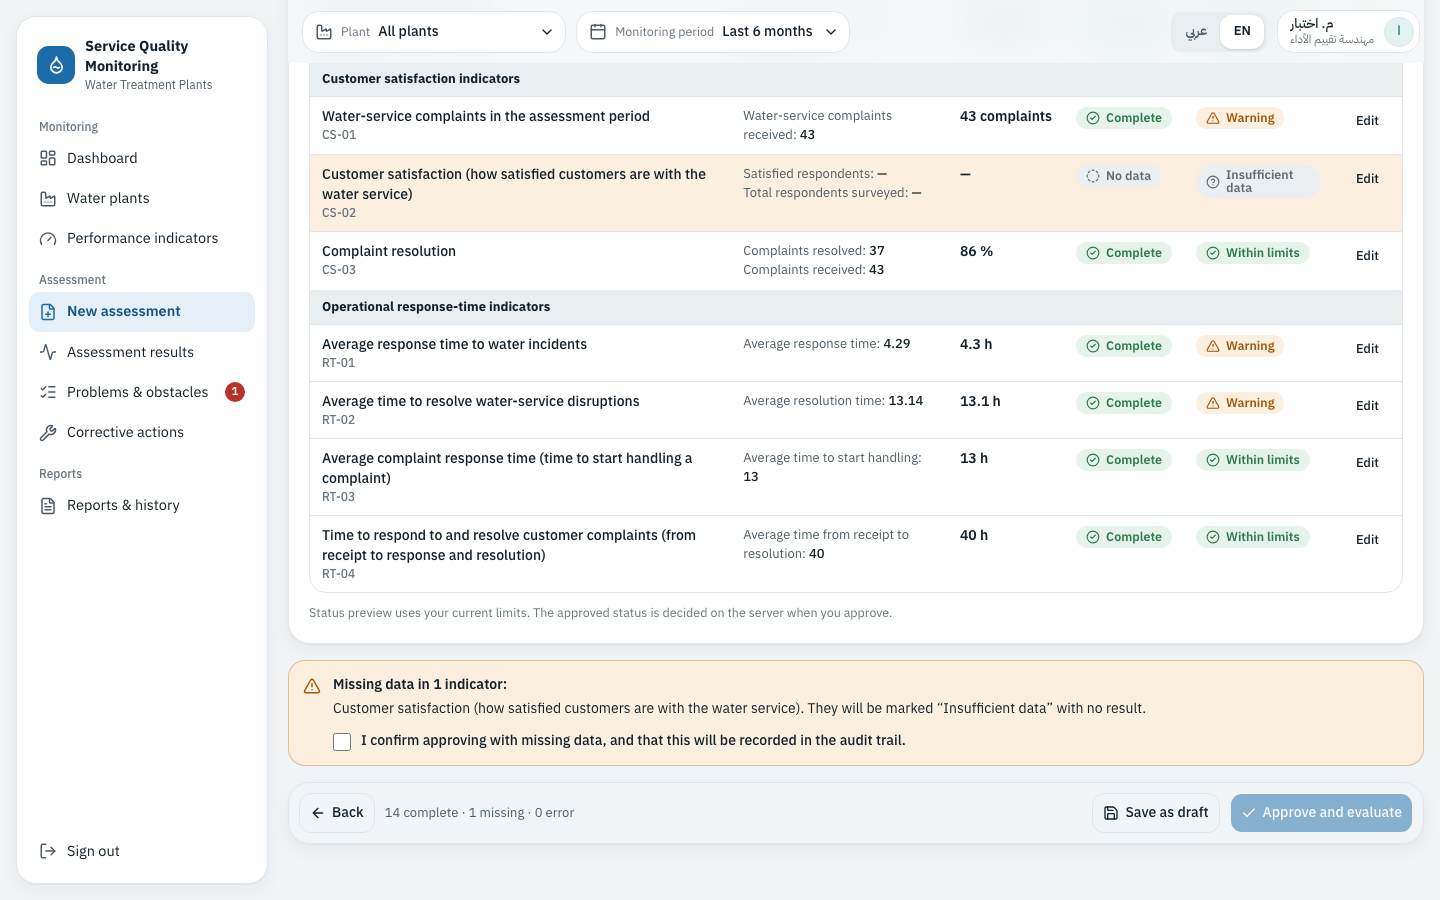 Service Quality
Monitoring
Water Treatment Plants
Monitoring
Dashboard
Water plants
Performance indicators
Assessment
New assessment
Assessment results
Problems & obstacles 1
Corrective actions
Reports
Reports & history
Sign out
Plant All plants
Monitoring period Last 6 months
عربي
EN
م. اختبار
مهندسة تقييم الأداء
ا
Customer satisfaction indicators
Water-service complaints in the assessment period
CS-01
Water-service complaints
received: 43
43 complaints
Complete
Warning
Edit
Customer satisfaction (how satisfied customers are with the
water service)
CS-02
Satisfied respondents: —
Total respondents surveyed: —
—
No data
Insufficient
data
Edit
Complaint resolution
CS-03
Complaints resolved: 37
Complaints received: 43
86 %
Complete
Within limits
Edit
Operational response-time indicators
Average response time to water incidents
RT-01
Average response time: 4.29
4.3 h
Complete
Warning
Edit
Average time to resolve water-service disruptions
RT-02
Average resolution time: 13.14
13.1 h
Complete
Warning
Edit
Average complaint response time (time to start handling a
complaint)
RT-03
Average time to start handling:
13
13 h
Complete
Within limits
Edit
Time to respond to and resolve customer complaints (from
receipt to response and resolution)
RT-04
Average time from receipt to
resolution: 40
40 h
Complete
Within limits
Edit
Status preview uses your current limits. The approved status is decided on the server when you approve.
Missing data in 1 indicator:
Customer satisfaction (how satisfied customers are with the water service). They will be marked “Insufficient data” with no result.
I confirm approving with missing data, and that this will be recorded in the audit trail.
Back
14 complete · 1 missing · 0 error
Save as draft
Approve and evaluate